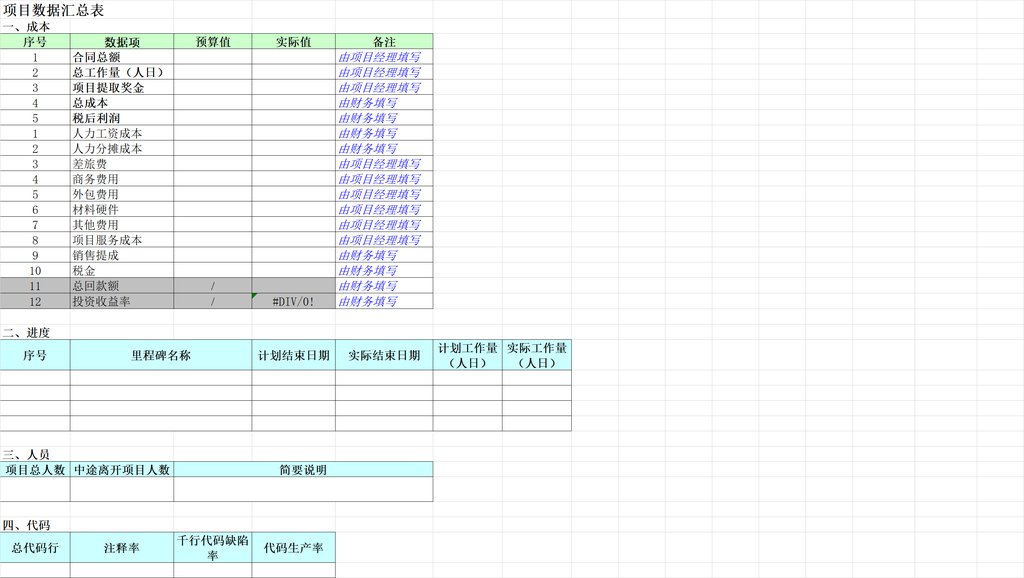 项目数据汇总表
一、成本
序号 数据项 预算值 实际值 备注
1 合同总额 由项目经理填写
2 总工作量（人日） 由项目经理填写
3 项目提取奖金 由项目经理填写
4 总成本 由财务填写
5 税后利润 由财务填写
1 人力工资成本 由财务填写
2 人力分摊成本 由财务填写
3 差旅费 由项目经理填写
4 商务费用 由项目经理填写
5 外包费用 由项目经理填写
6 材料硬件 由项目经理填写
7 其他费用 由项目经理填写
8 项目服务成本 由项目经理填写
9 销售提成 由财务填写
10 税金 由财务填写
11 总回款额 / 由财务填写
12 投资收益率 / #DIV/0! 由财务填写
二、进度
序号 里程碑名称 计划结束日期 实际结束日期 计划工作量（人日） 实际工作量（人日）
三、人员
项目总人数 中途离开项目人数 简要说明
四、代码
总代码行 注释率 千行代码缺陷率 代码生产率